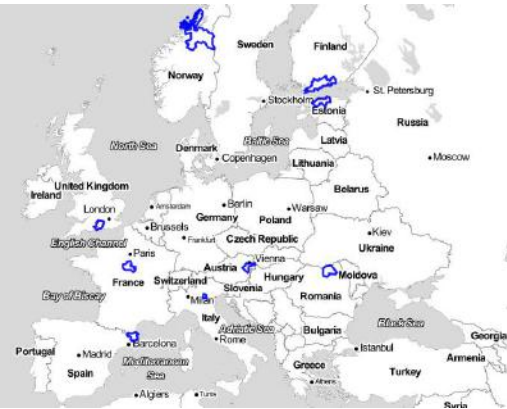 Finland
Sweden
Norway
St. Petersburg
Stockholm
Estonia
Russia
North Sea
Baltic Sea
Latvia
Denmark
Copenhagen
Moscow
Lithuania
United Kingdom
Ireland
Belarus
London
Amsterdam
Berlin
Warsaw
Germany
Poland
Brussels
Kiev
English Channel
Frankfurt
Czech Republic
Ukraine
Paris
Vienna
Austria
Moldova
France
Switzerland
Hungary
Slovenia
Bay of Biscay
Milan
Romania
Italy
Adriatic Sea
Black Sea
Bulgaria
Georgia
Barcelona
Rome
Istanbul
Portugal
Madrid
Mediterranean
Sea
Armenia
Spain
Greece
Turkey
Athens
Algiers
Tunis
Syria